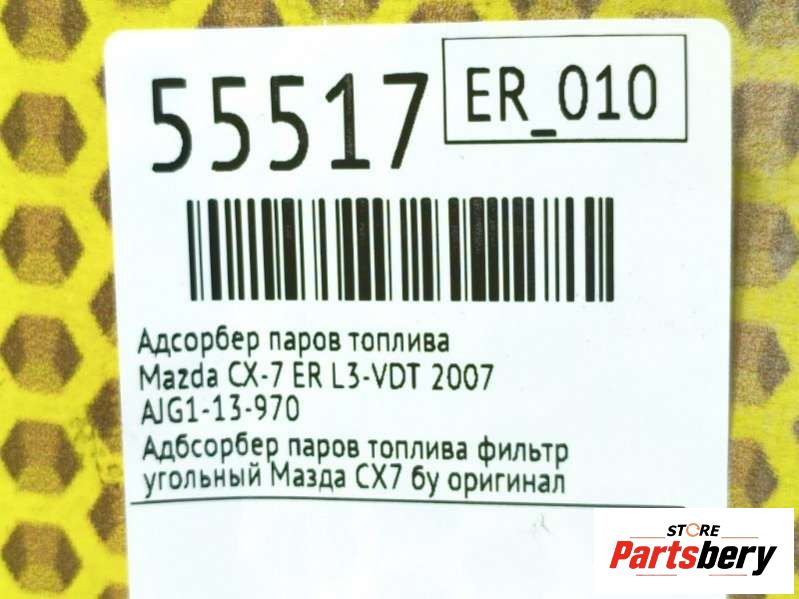 55517
ER_010
Адсорбер паров топлива
Mazda CX-7 ER L3-VDT 2007
AJG1-13-970
Адбсорбер паров топлива фильтр
угольный Мазда СХ7 бу оригинал
STORE
Partsbery